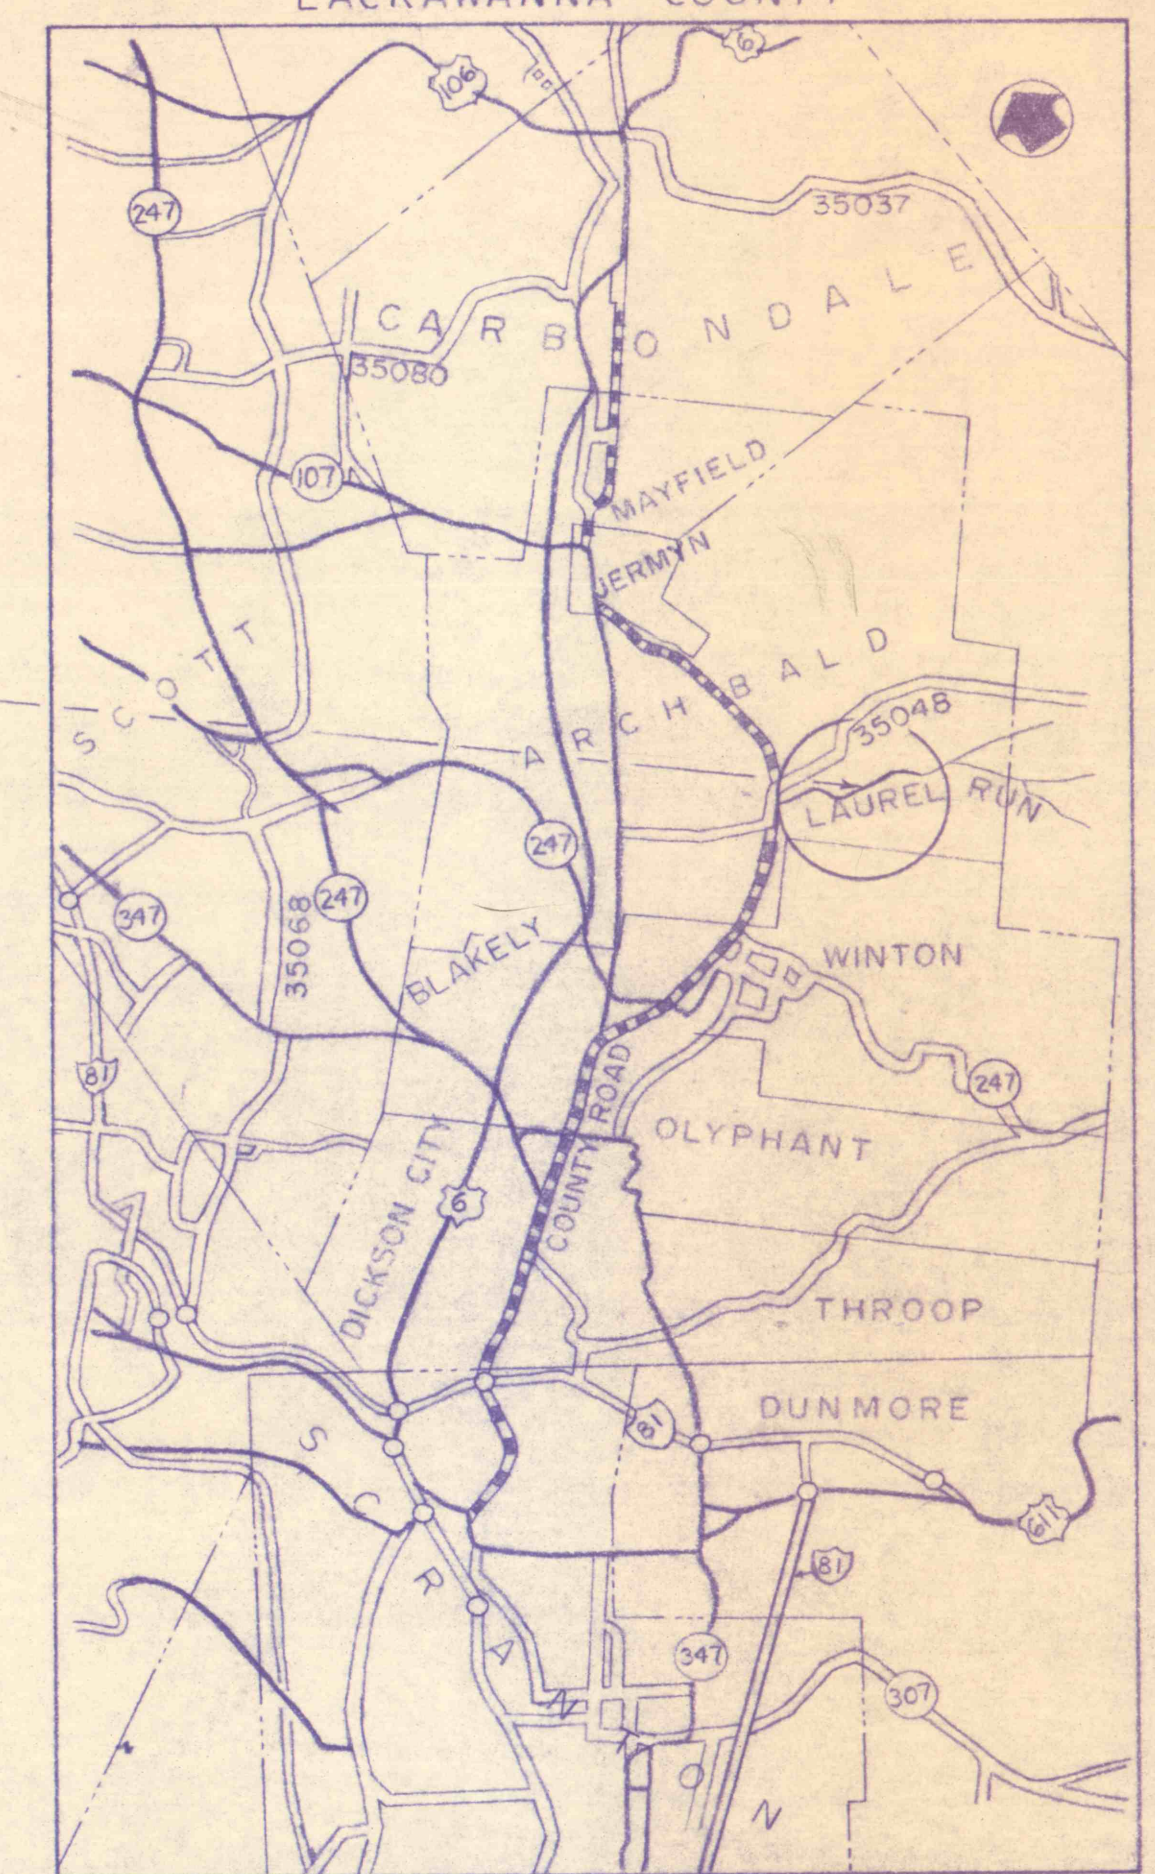 LACKAWANNA COUNTY
6
106
247
35037
CARBONDALE
35080
107
MAYFIELD
JERMYN
SCOTT
ARCHBALD
35048
LAUREL RUN
247
247
347
35068
BLAKELY
WINTON
81
COUNTY ROAD
247
OLYPHANT
DICKSON CITY
6
THROOP
DUNMORE
81
611
81
SCRANTON
347
307